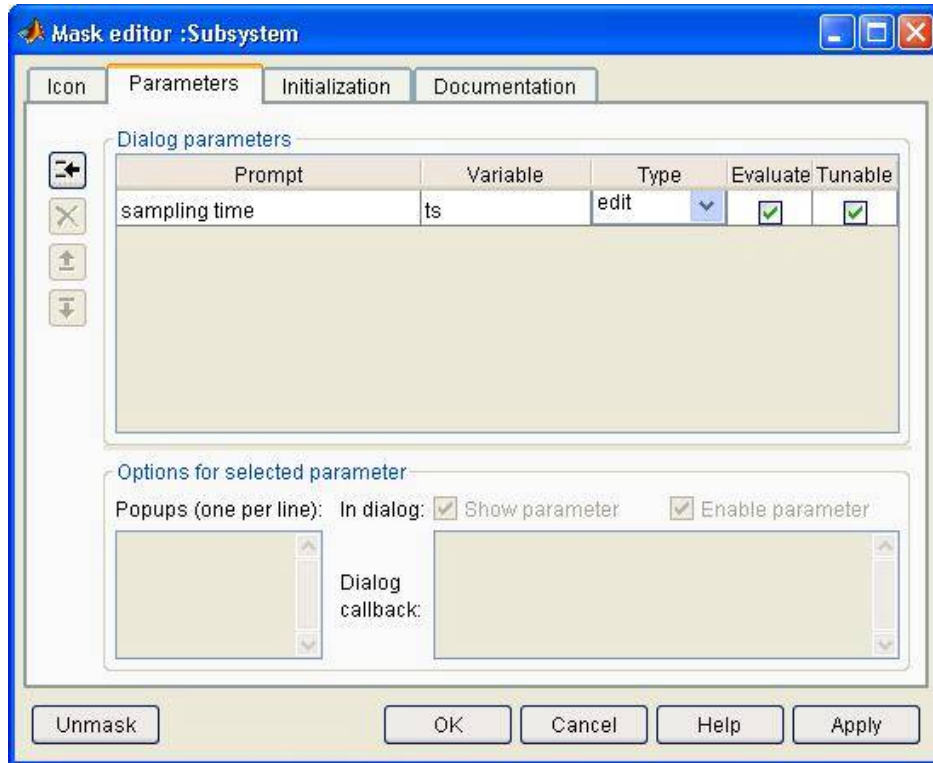 Mask editor :Subsystem
Icon Parameters Initialization Documentation
Dialog parameters
Prompt Variable Type Evaluate Tunable
sampling time ts edit
Options for selected parameter
Popups (one per line): In dialog: Show parameter Enable parameter
Dialog
callback:
Unmask OK Cancel Help Apply